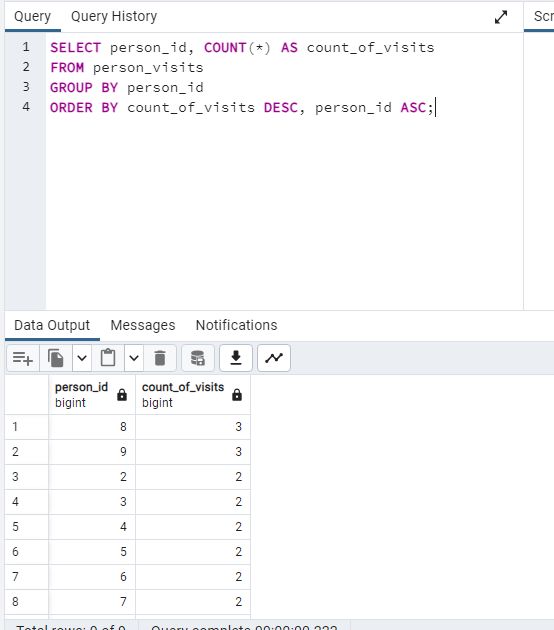 Query Query History Scr
1 SELECT person_id, COUNT(*) AS count_of_visits
2 FROM person_visits
3 GROUP BY person_id
4 ORDER BY count_of_visits DESC, person_id ASC;
Data Output Messages Notifications
person_id count_of_visits
bigint bigint
1 8 3
2 9 3
3 2 2
4 3 2
5 4 2
6 5 2
7 6 2
8 7 2
Total rows: of Query complete